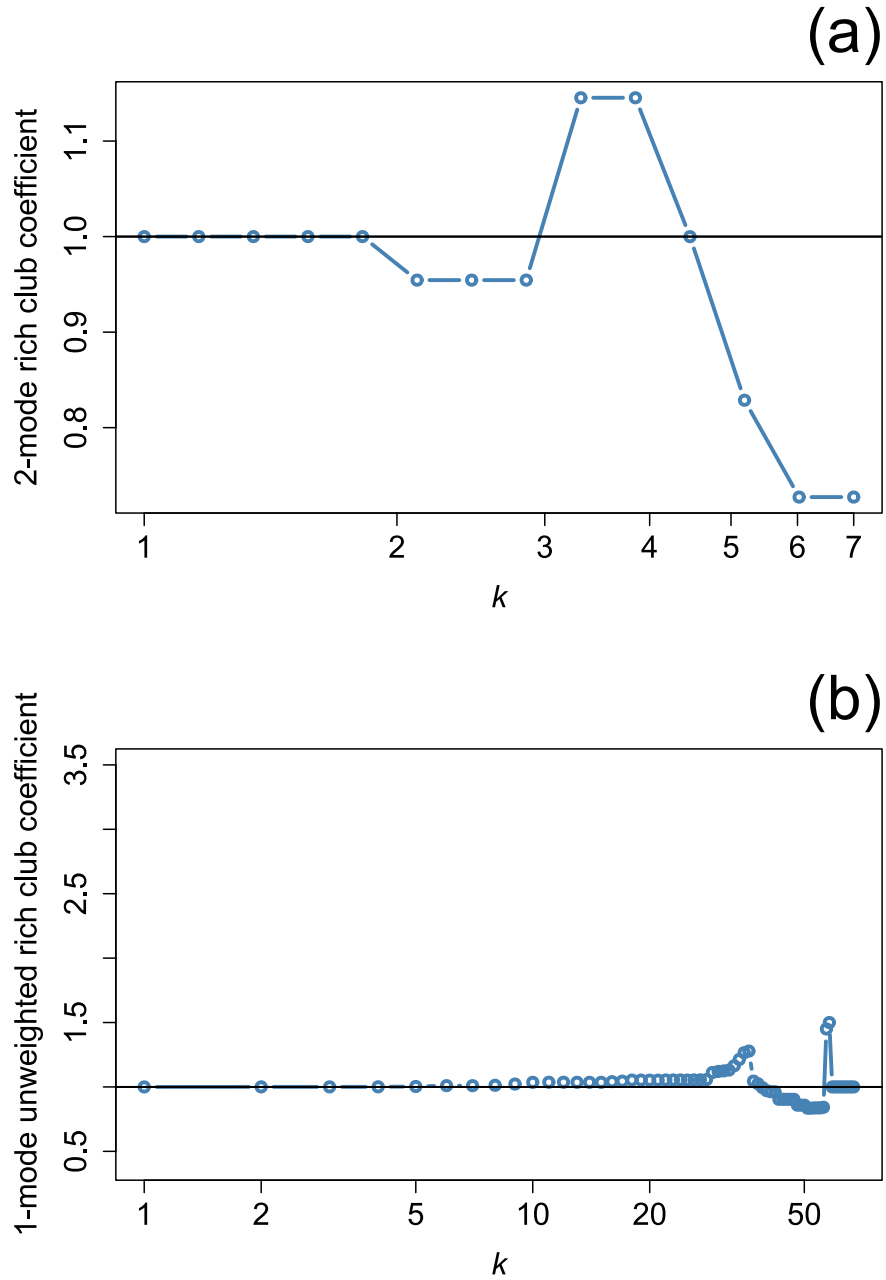 (a)
2-mode rich club coefficient
1.1
1.0
0.9
0.8
1 2 3 4 5 6 7
k
(b)
1-mode unweighted rich club coefficient
3.5
2.5
1.5
0.5
1 2 5 10 20 50
k